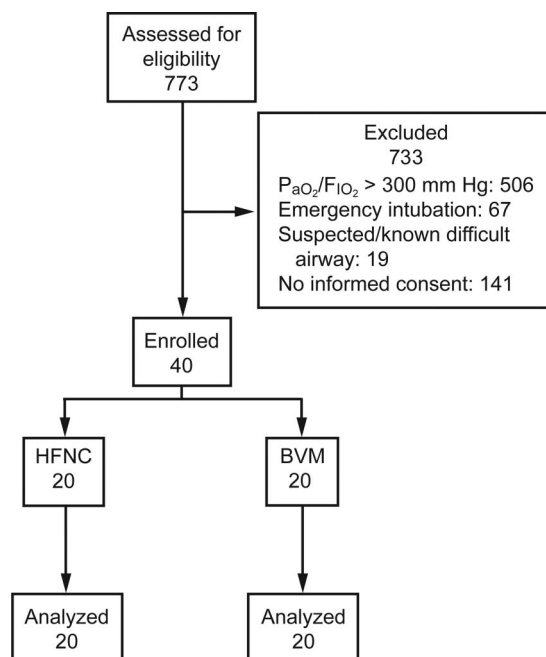 Assessed for
eligibility
773
Excluded
733
PaO2/FIO2 > 300 mm Hg: 506
Emergency intubation: 67
Suspected/known difficult
airway: 19
No informed consent: 141
Enrolled
40
HFNC
20
BVM
20
Analyzed
20
Analyzed
20